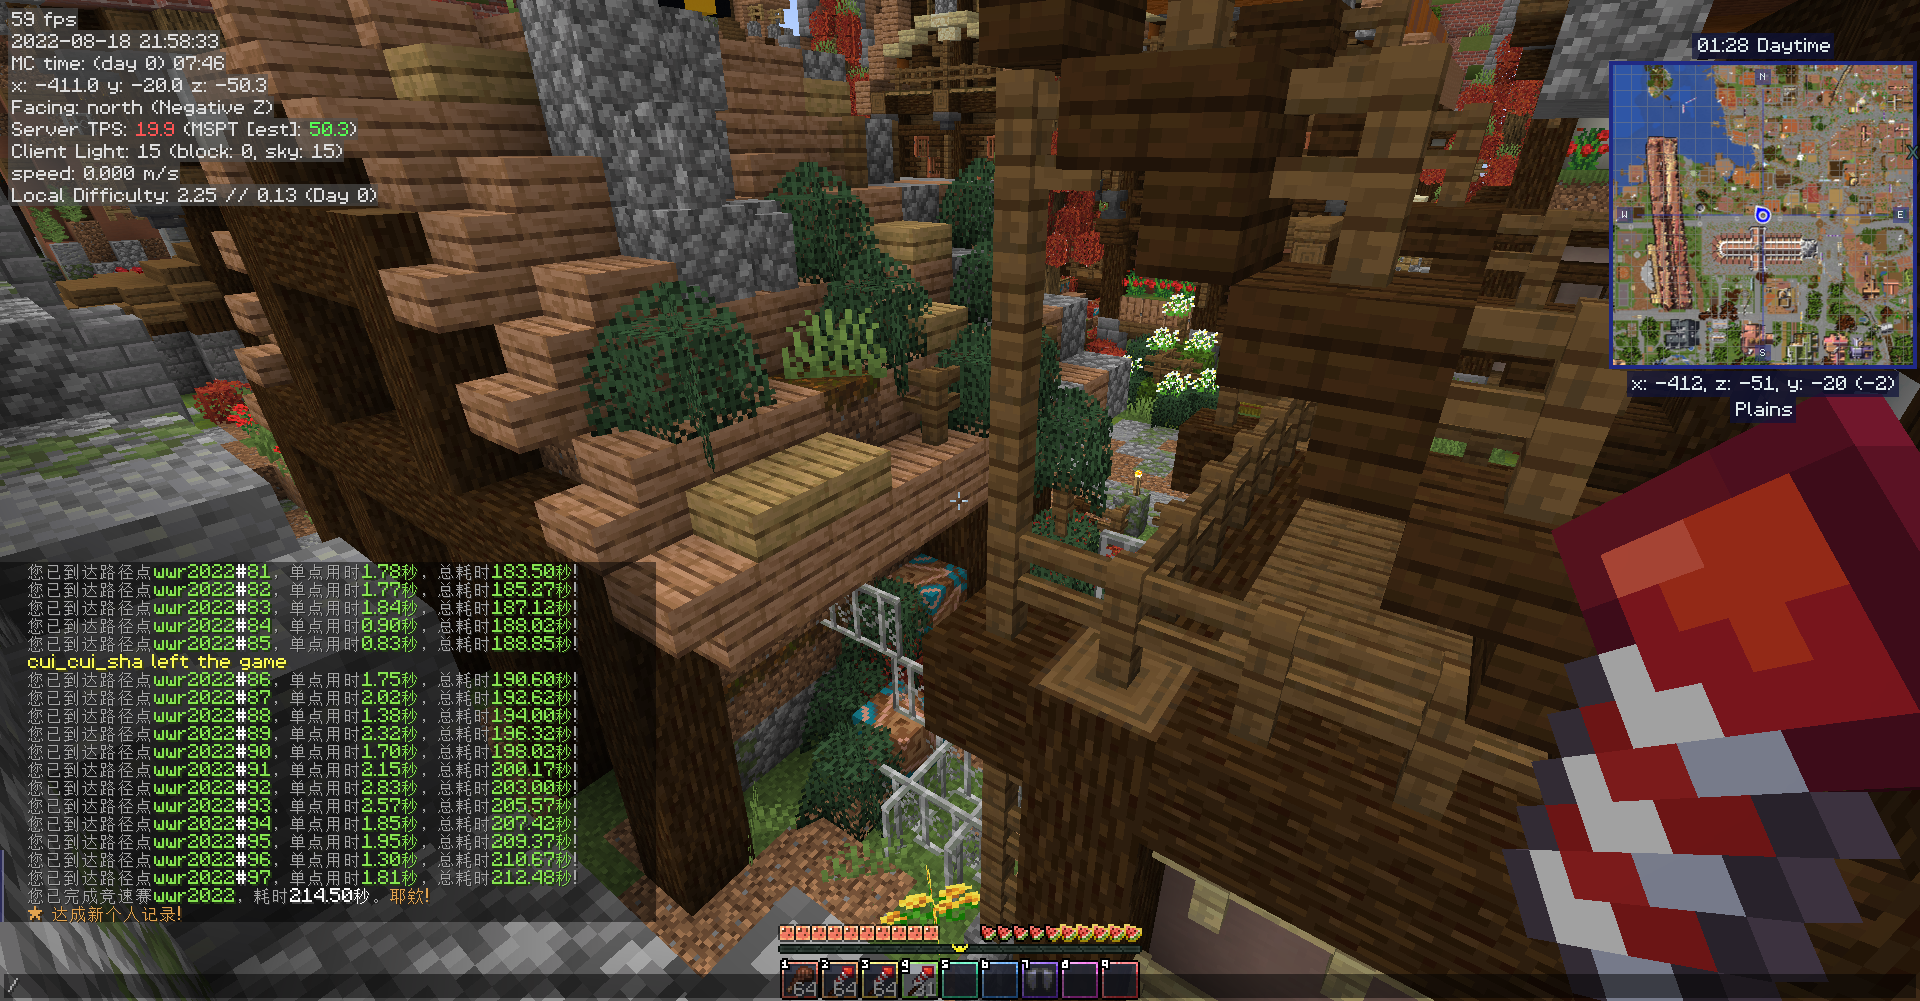 59 fps
2022-08-18 21:58:33
MC time: (day 0) 07:46
x: -411.0 y: -20.0 z: -50.3
Facing: north (Negative Z)
Server TPS: 19.9 (MSPT [est]: 50.3)
Client Light: 15 (block: 0, sky: 15)
speed: 0.000 m/s
Local Difficulty: 2.25 // 0.13 (Day 0)
01:28 Daytime
N
W
E
S
x: -412, z: -51, y: -20 (-2)
Plains
您已到达路径点wwr2022#81, 单点用时1.78秒, 总耗时183.50秒!
您已到达路径点wwr2022#82, 单点用时1.77秒, 总耗时185.27秒!
您已到达路径点wwr2022#83, 单点用时1.84秒, 总耗时187.12秒!
您已到达路径点wwr2022#84, 单点用时0.90秒, 总耗时188.02秒!
您已到达路径点wwr2022#85, 单点用时0.83秒, 总耗时188.85秒!
cui_cui_sha left the game
您已到达路径点wwr2022#86, 单点用时1.75秒, 总耗时190.60秒!
您已到达路径点wwr2022#87, 单点用时2.02秒, 总耗时192.62秒!
您已到达路径点wwr2022#88, 单点用时1.38秒, 总耗时194.00秒!
您已到达路径点wwr2022#89, 单点用时2.32秒, 总耗时196.32秒!
您已到达路径点wwr2022#90, 单点用时1.70秒, 总耗时198.02秒!
您已到达路径点wwr2022#91, 单点用时2.15秒, 总耗时200.17秒!
您已到达路径点wwr2022#92, 单点用时2.83秒, 总耗时203.00秒!
您已到达路径点wwr2022#93, 单点用时2.57秒, 总耗时205.57秒!
您已到达路径点wwr2022#94, 单点用时1.85秒, 总耗时207.42秒!
您已到达路径点wwr2022#95, 单点用时1.95秒, 总耗时209.37秒!
您已到达路径点wwr2022#96, 单点用时1.30秒, 总耗时210.67秒!
您已到达路径点wwr2022#97, 单点用时1.81秒, 总耗时212.48秒!
您已完成竞速赛wwr2022, 耗时214.50秒。耶欸!
★ 达成新个人记录!
1 2 3 4 5 6 7 8 9
64 64 64 31
/